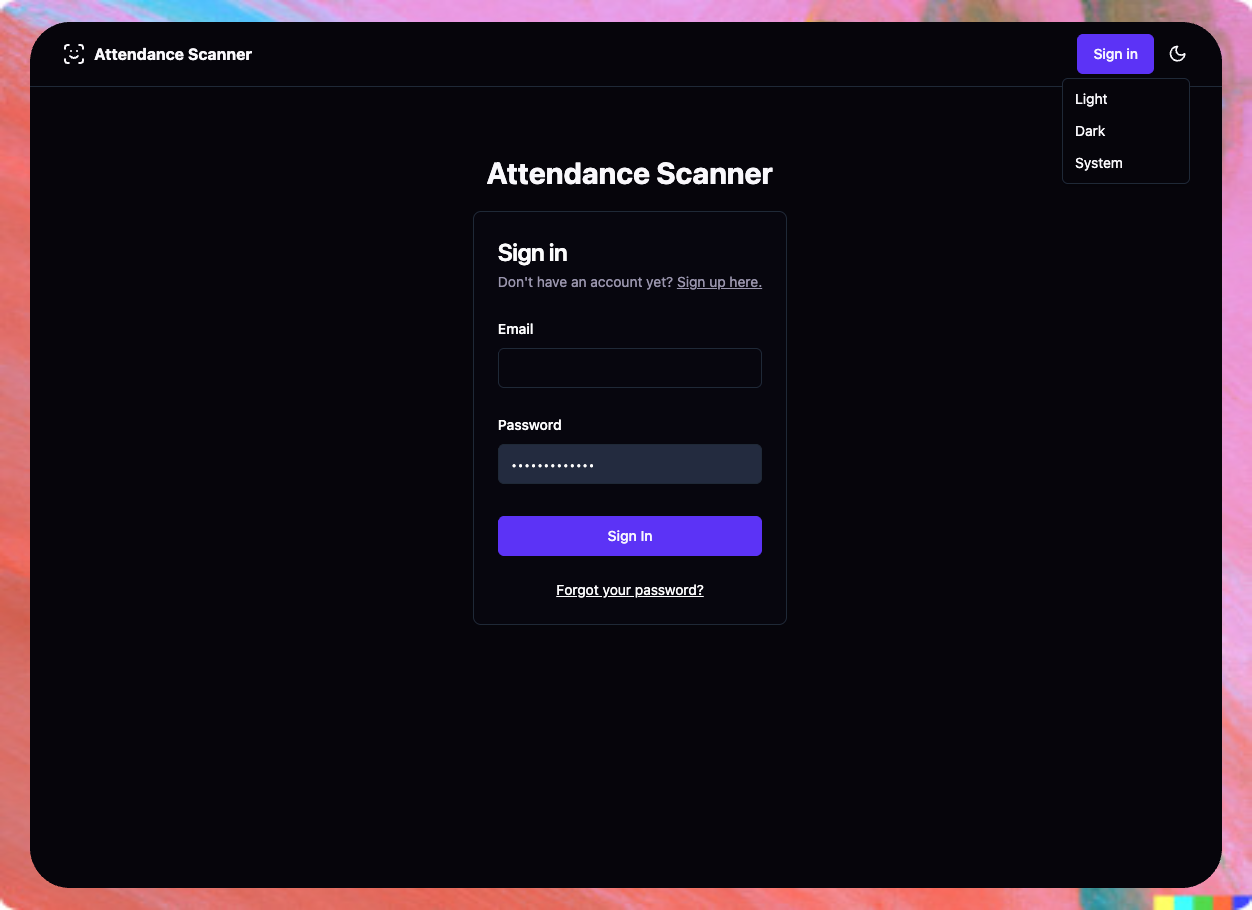 Attendance Scanner
Sign in
Light
Dark
System
Attendance Scanner
Sign in
Don't have an account yet? Sign up here.
Email
Password
•••••••••••••
Sign In
Forgot your password?